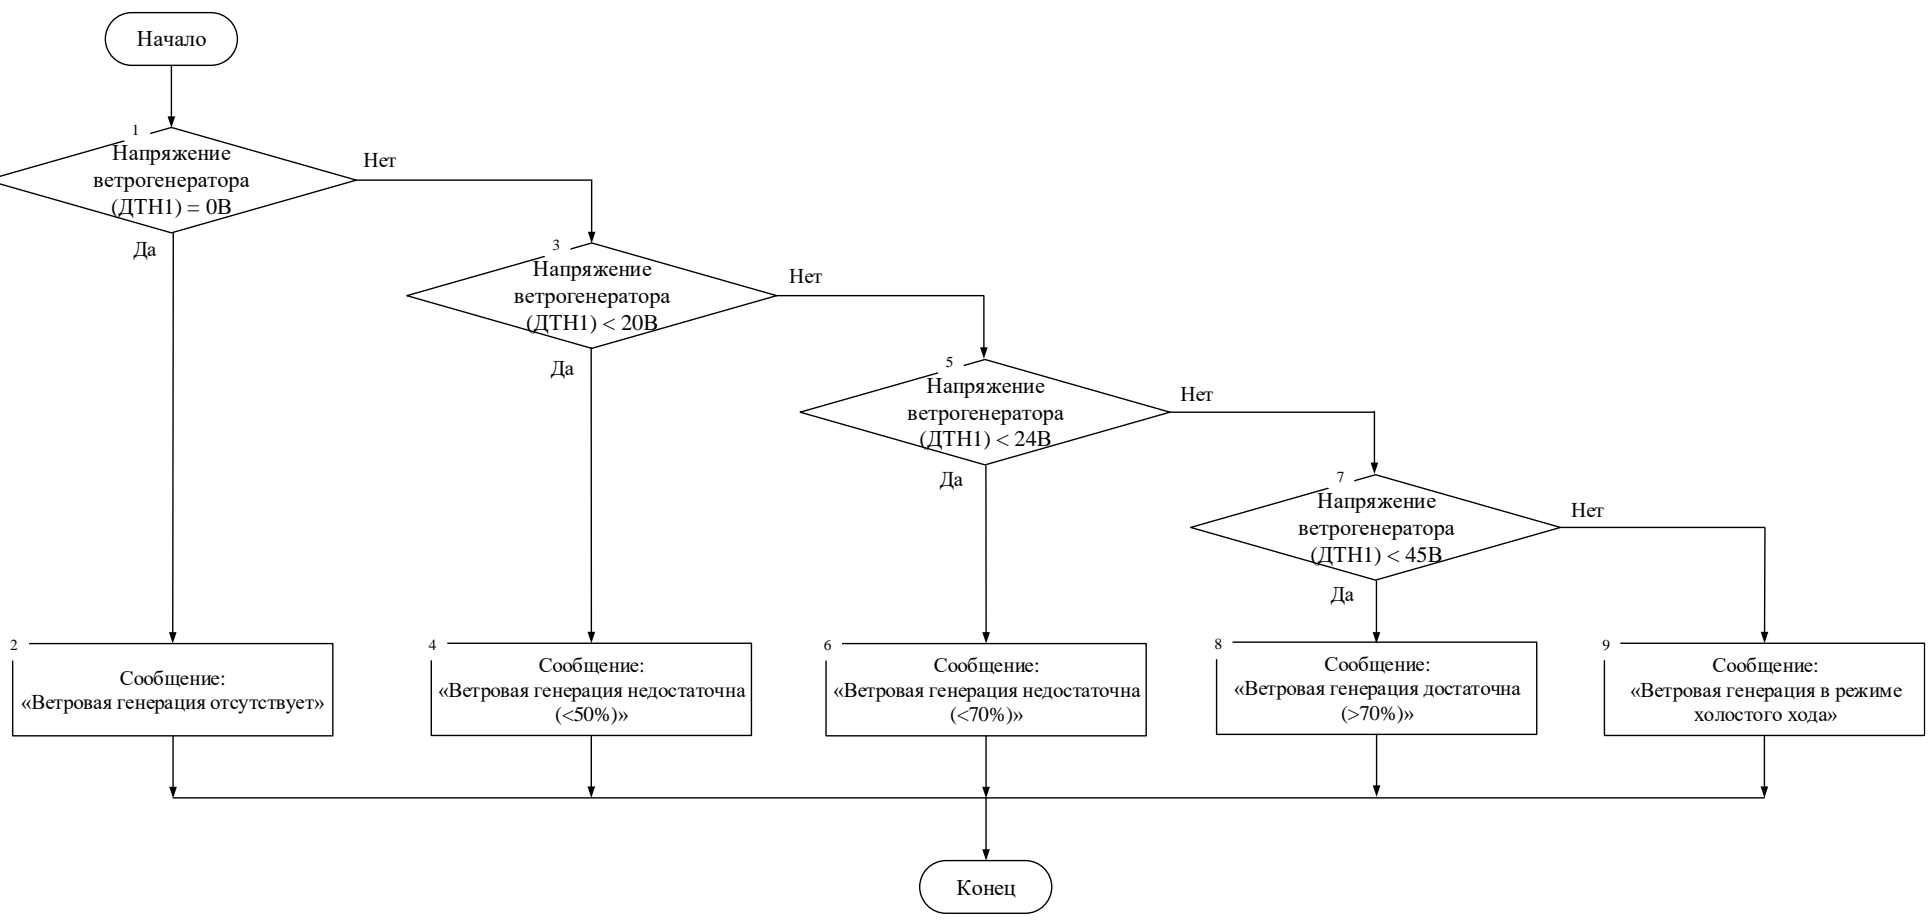 Начало
1
Напряжение
ветрогенератора
(ДТН1) = 0В
Нет
Да
3
Напряжение
ветрогенератора
(ДТН1) < 20В
Нет
Да
5
Напряжение
ветрогенератора
(ДТН1) < 24В
Нет
Да
7
Напряжение
ветрогенератора
(ДТН1) < 45В
Нет
Да
2
Сообщение:
«Ветровая генерация отсутствует»
4
Сообщение:
«Ветровая генерация недостаточна
(<50%)»
6
Сообщение:
«Ветровая генерация недостаточна
(<70%)»
8
Сообщение:
«Ветровая генерация достаточна
(>70%)»
9
Сообщение:
«Ветровая генерация в режиме
холостого хода»
Конец